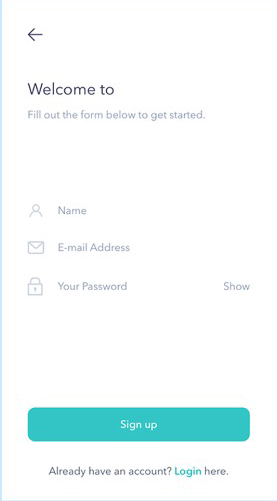 Welcome to
Fill out the form below to get started.
Name
E-mail Address
Your Password Show
Sign up
Already have an account? Login here.